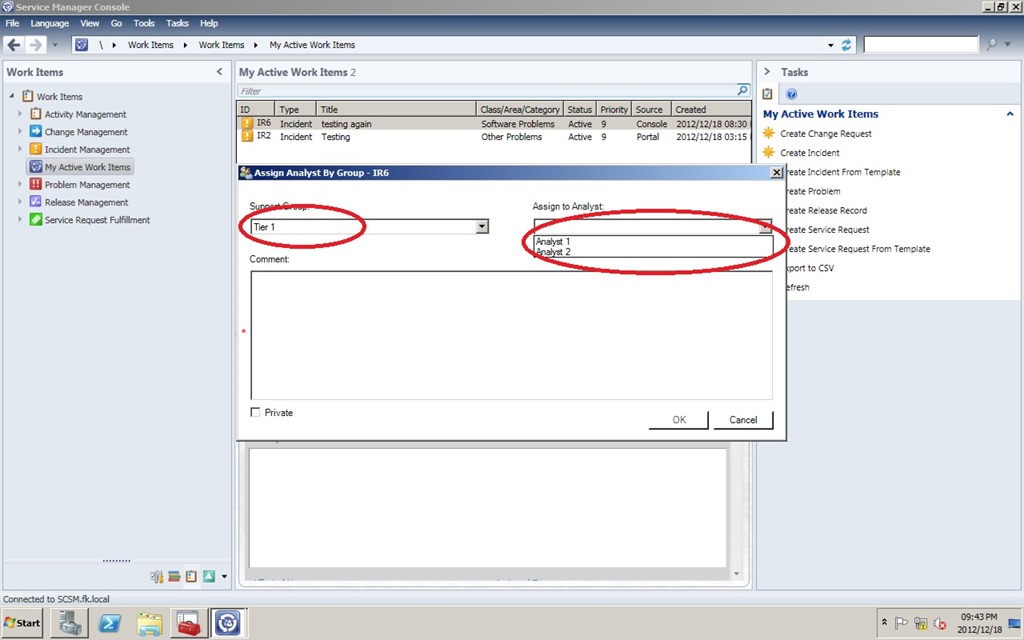 Service Manager Console
File Language View Go Tools Tasks Help
\ Work Items Work Items My Active Work Items
Work Items
Work Items
Activity Management
Change Management
Incident Management
My Active Work Items
Problem Management
Release Management
Service Request Fulfillment
My Active Work Items 2
Filter
ID Type Title Class/Area/Category Status Priority Source Created
IR6 Incident testing again Software Problems Active 9 Console 2012/12/18 08:30
IR2 Incident Testing Other Problems Active 9 Portal 2012/12/18 03:15
Assign Analyst By Group - IR6
Support Group:
Assign to Analyst:
Tier 1
Analyst 1
Analyst 2
Comment:
*
Private
OK Cancel
Tasks
My Active Work Items
Create Change Request
Create Incident
reate Incident From Template
reate Problem
reate Release Record
reate Service Request
reate Service Request From Template
xport to CSV
efresh
Connected to SCSM.fk.local
Start
09:43 PM
2012/12/18